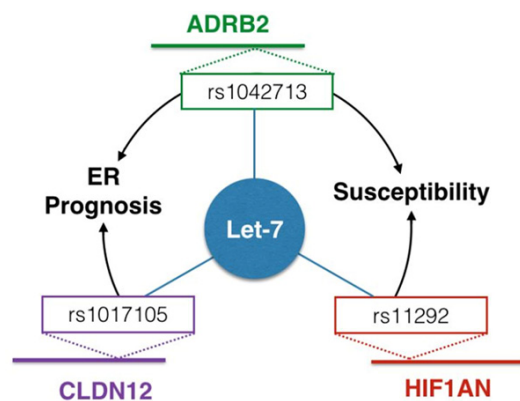 ADRB2
rs1042713
ER
Prognosis
Susceptibility
Let-7
rs1017105
rs11292
CLDN12
HIF1AN